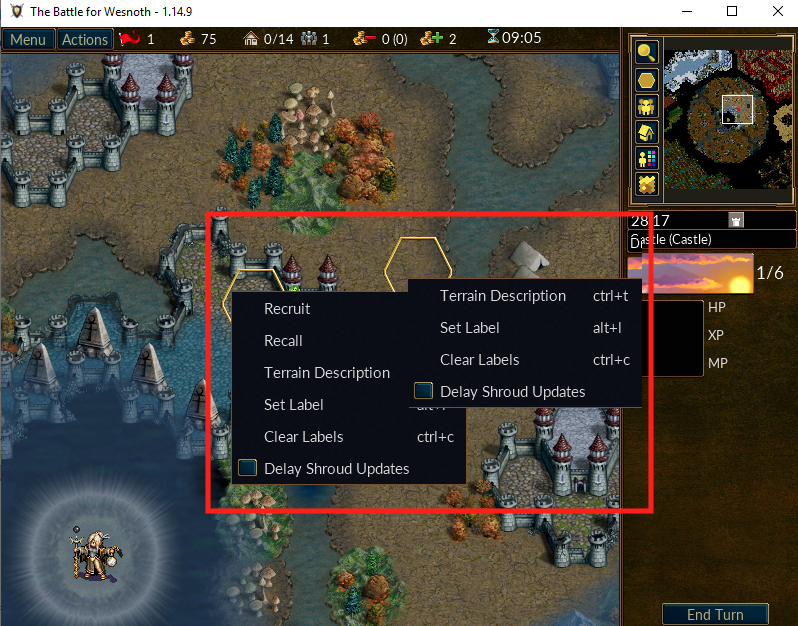 The Battle for Wesnoth - 1.14.9
Menu Actions 1 75 0/14 1 0 (0) 2 09:05
28,17
Castle (Castle)
1/6
HP
XP
MP
Terrain Description ctrl+t
Set Label alt+l
Clear Labels ctrl+c
Delay Shroud Updates
Recruit
Recall
Terrain Description
Set Label
Clear Labels ctrl+c
Delay Shroud Updates
End Turn